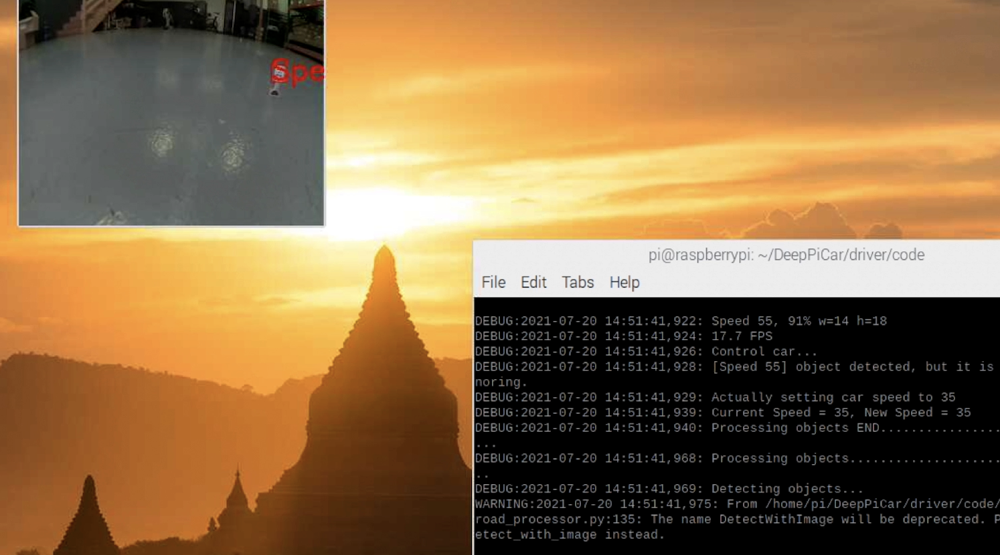 Spe
pi@raspberrypi: ~/DeepPiCar/driver/code
File Edit Tabs Help
DEBUG:2021-07-20 14:51:41,922: Speed 55, 91% w=14 h=18
DEBUG:2021-07-20 14:51:41,924: 17.7 FPS
DEBUG:2021-07-20 14:51:41,926: Control car...
DEBUG:2021-07-20 14:51:41,928: [Speed 55] object detected, but it is
noring.
DEBUG:2021-07-20 14:51:41,929: Actually setting car speed to 35
DEBUG:2021-07-20 14:51:41,939: Current Speed = 35, New Speed = 35
DEBUG:2021-07-20 14:51:41,940: Processing objects END................
...
DEBUG:2021-07-20 14:51:41,968: Processing objects....................
..
DEBUG:2021-07-20 14:51:41,969: Detecting objects...
WARNING:2021-07-20 14:51:41,975: From /home/pi/DeepPiCar/driver/code/
road_processor.py:135: The name DetectWithImage will be deprecated. P
etect_with_image instead.